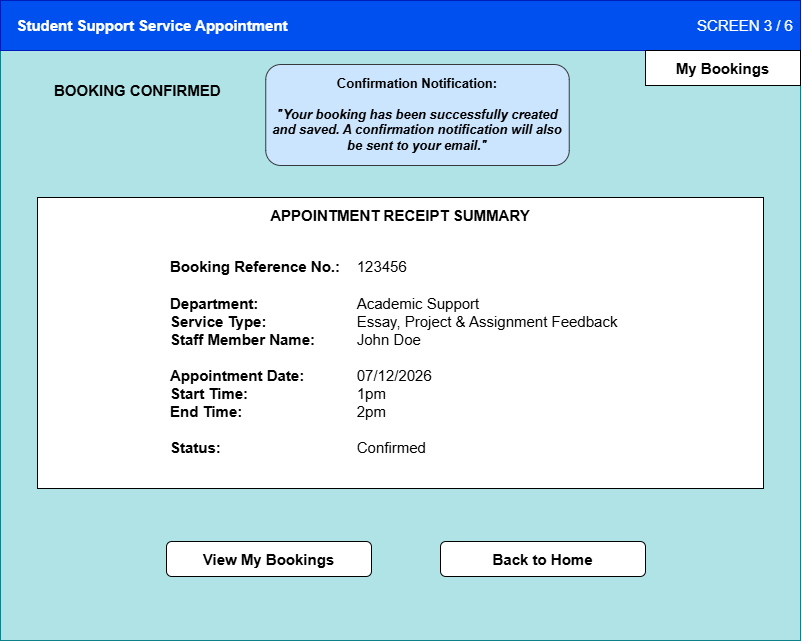 Student Support Service Appointment
SCREEN 3 / 6
My Bookings
BOOKING CONFIRMED
Confirmation Notification:
"Your booking has been successfully created
and saved. A confirmation notification will also
be sent to your email."
APPOINTMENT RECEIPT SUMMARY
Booking Reference No.: 123456
Department: Academic Support
Service Type: Essay, Project & Assignment Feedback
Staff Member Name: John Doe
Appointment Date: 07/12/2026
Start Time: 1pm
End Time: 2pm
Status: Confirmed
View My Bookings
Back to Home